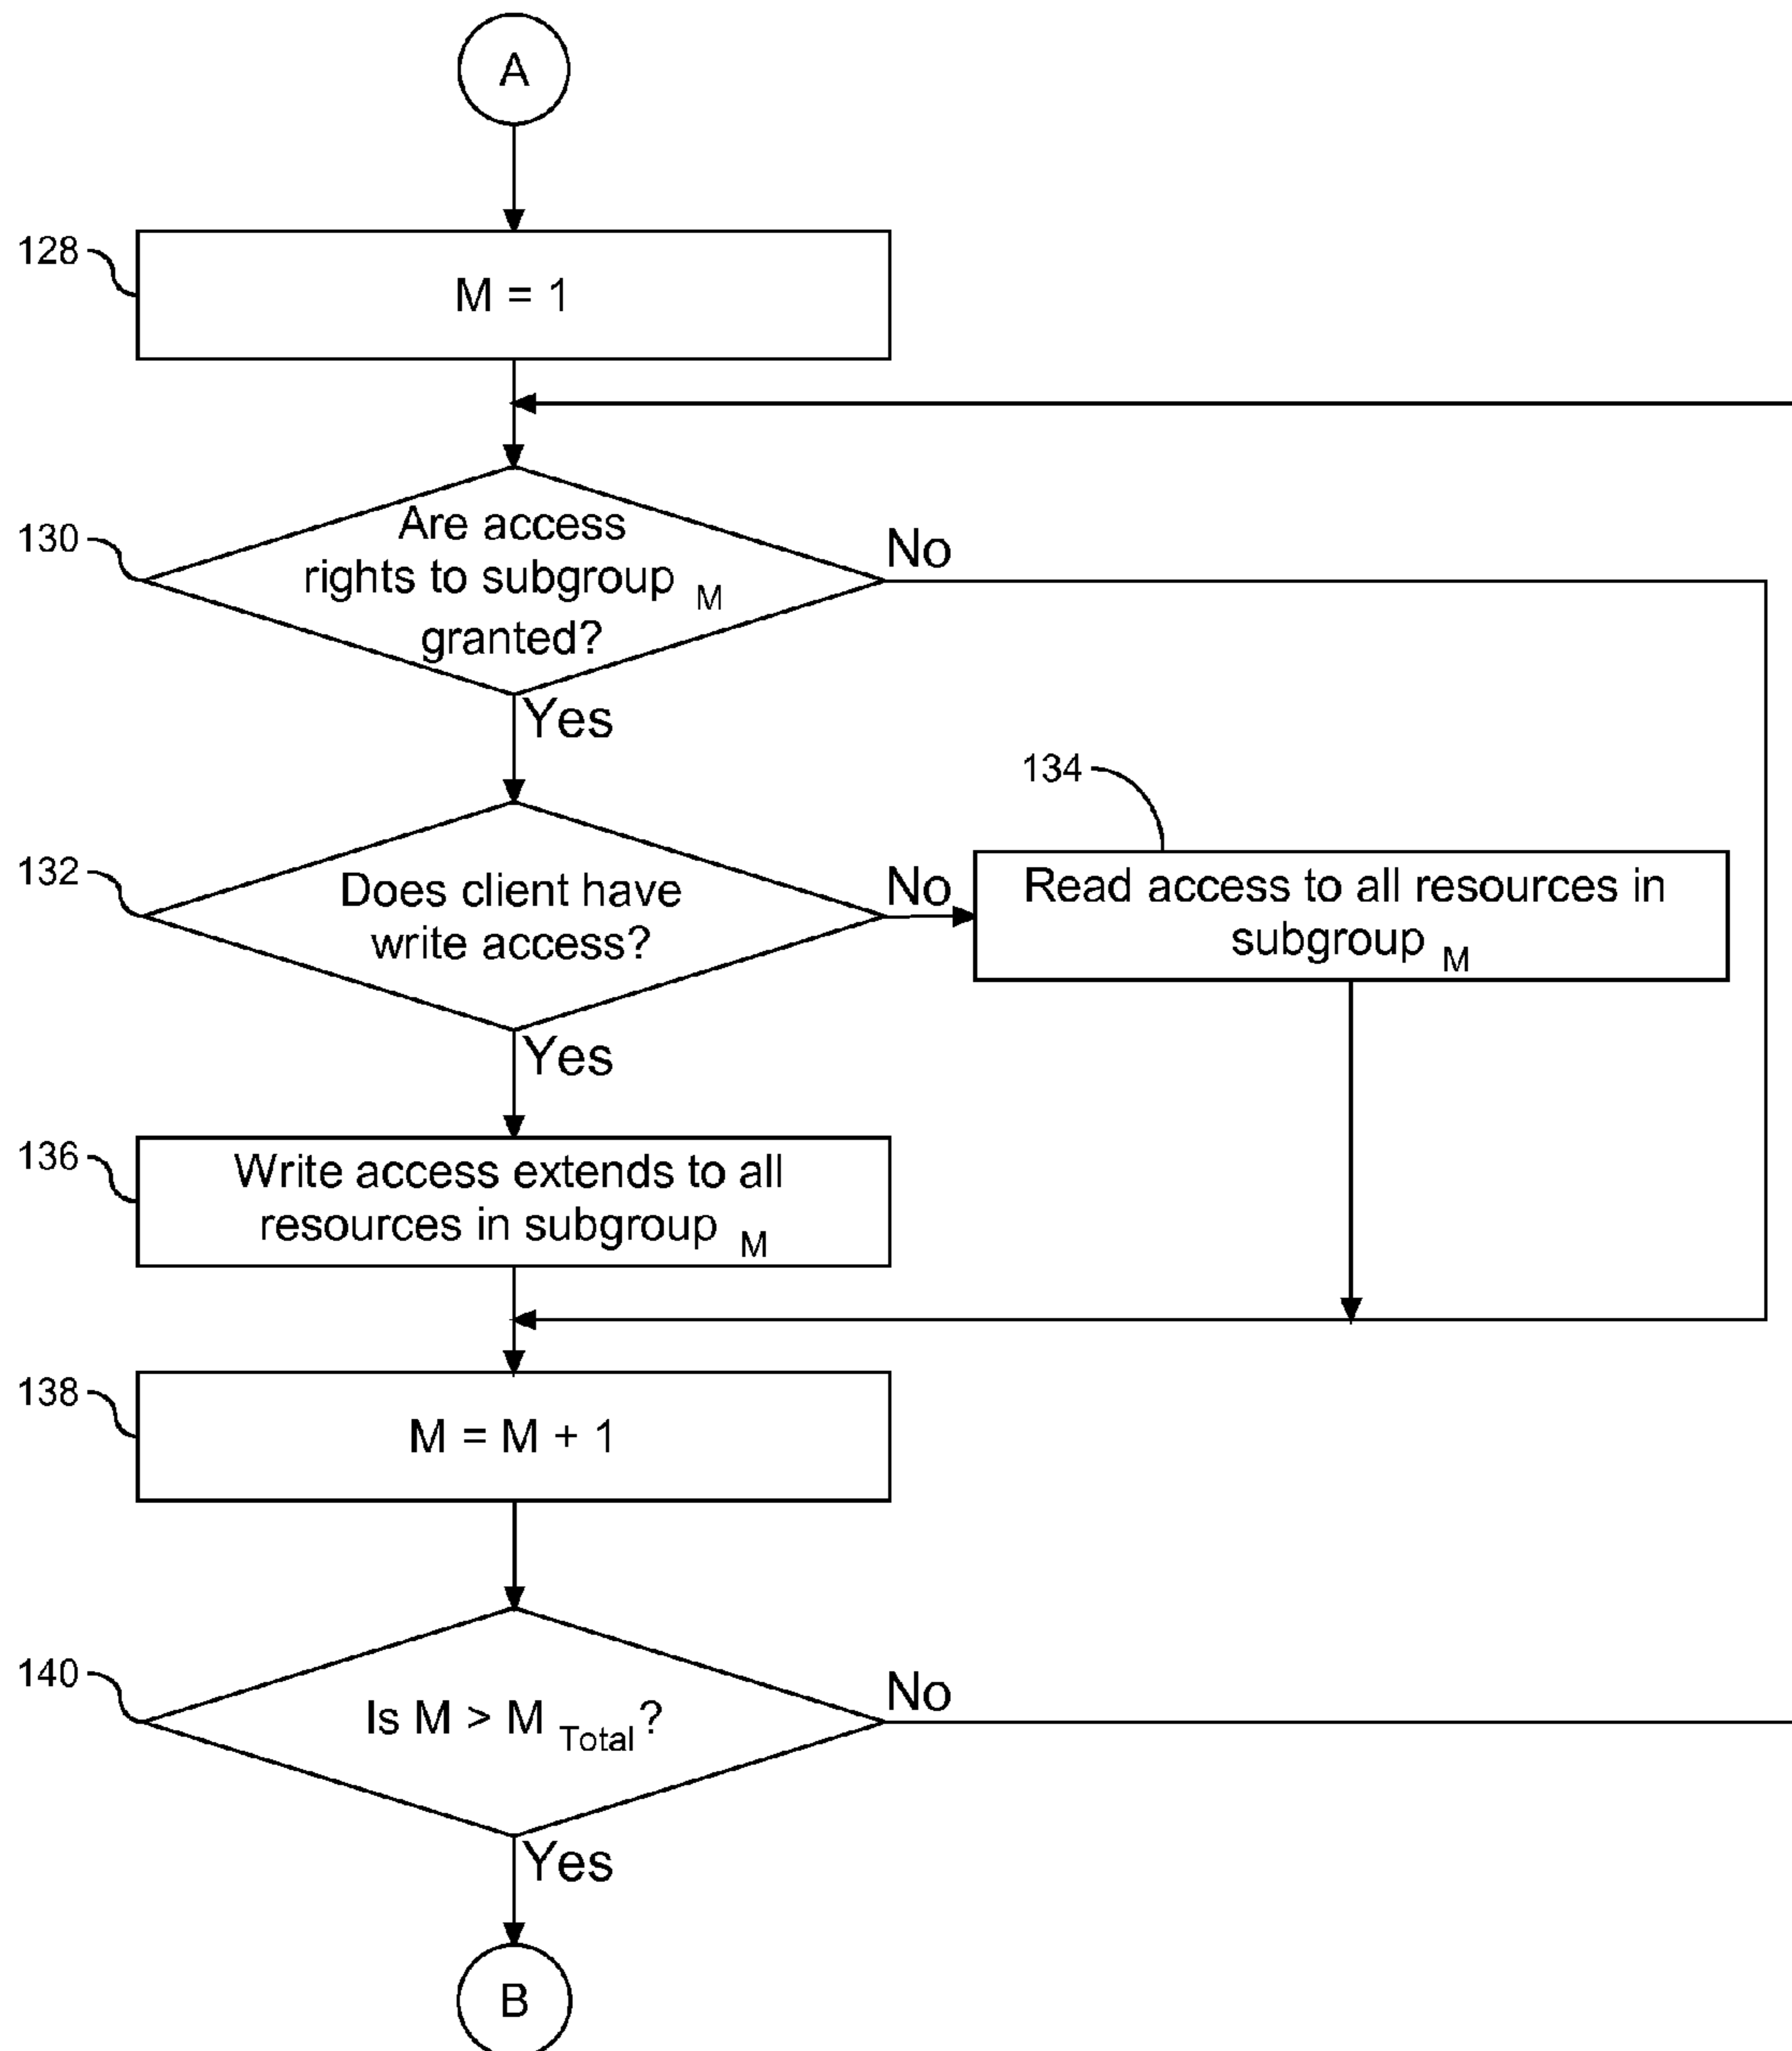 A
128
M = 1
130
Are access
rights to subgroup M
granted?
No
Yes
134
132
Does client have
write access?
No
Read access to all resources in
subgroup M
Yes
136
Write access extends to all
resources in subgroup M
138
M = M + 1
140
Is M > M Total?
No
Yes
B